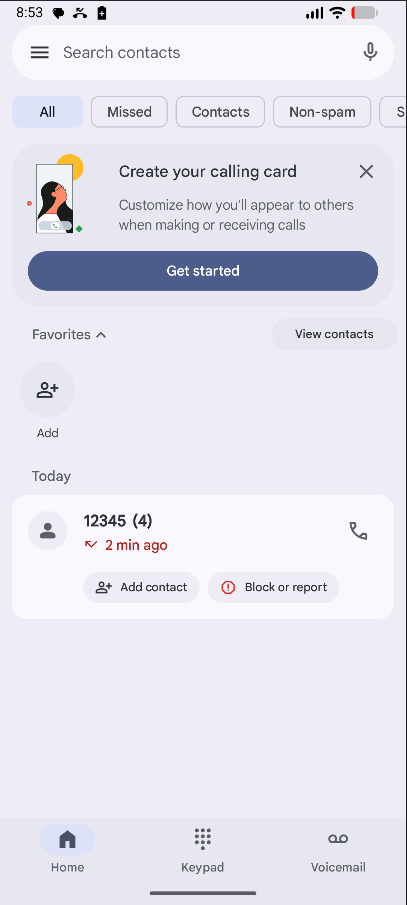 8:53
Search contacts
All Missed Contacts Non-spam S
Create your calling card
Customize how you'll appear to others
when making or receiving calls
Get started
Favorites
View contacts
Add
Today
12345 (4)
2 min ago
Add contact
Block or report
Home Keypad Voicemail